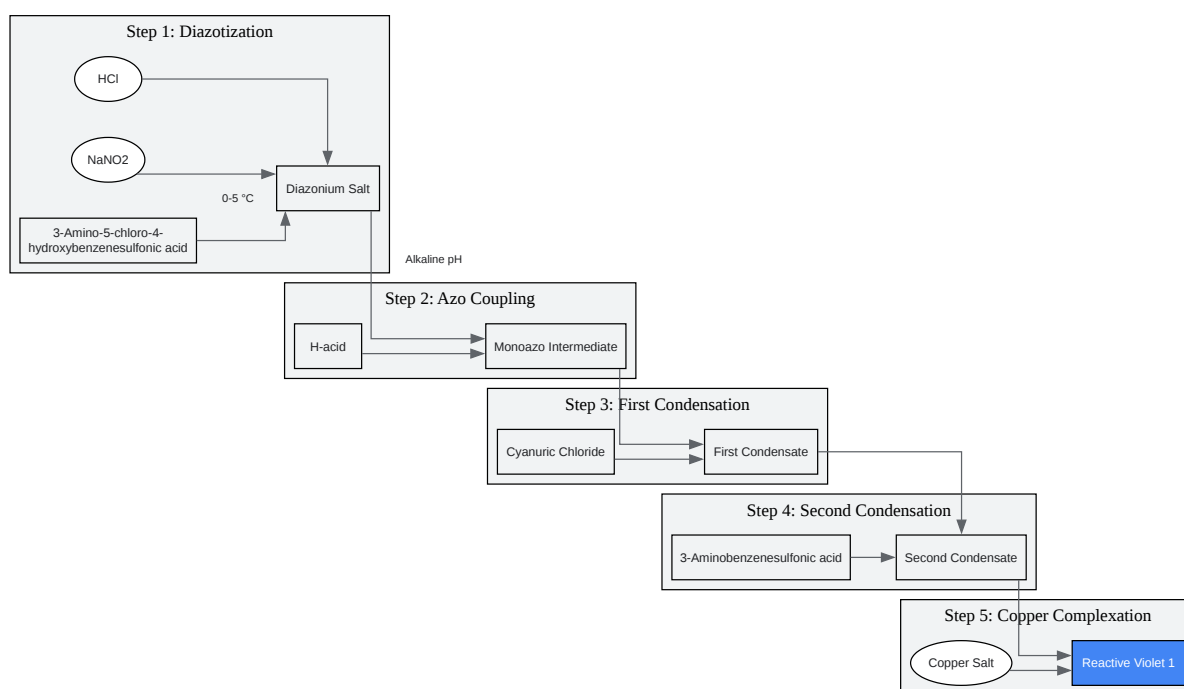 Step 1: Diazotization
HCl
NaNO2
0-5 °C
Diazonium Salt
3-Amino-5-chloro-4-
hydroxybenzenesulfonic acid
Alkaline pH
Step 2: Azo Coupling
H-acid
Monoazo Intermediate
Step 3: First Condensation
Cyanuric Chloride
First Condensate
Step 4: Second Condensation
3-Aminobenzenesulfonic acid
Second Condensate
Step 5: Copper Complexation
Copper Salt
Reactive Violet 1